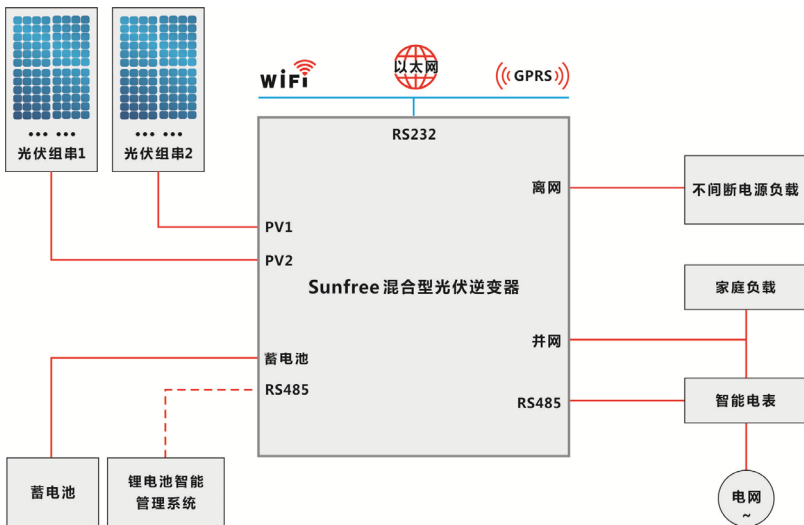 WiFi
以太网
GPRS
RS232
••• •••
光伏组串1
••• •••
光伏组串2
离网
不间断电源负载
PV1
PV2
Sunfree混合型光伏逆变器
家庭负载
并网
蓄电池
RS485
RS485
智能电表
蓄电池
锂电池智能
管理系统
电网
~